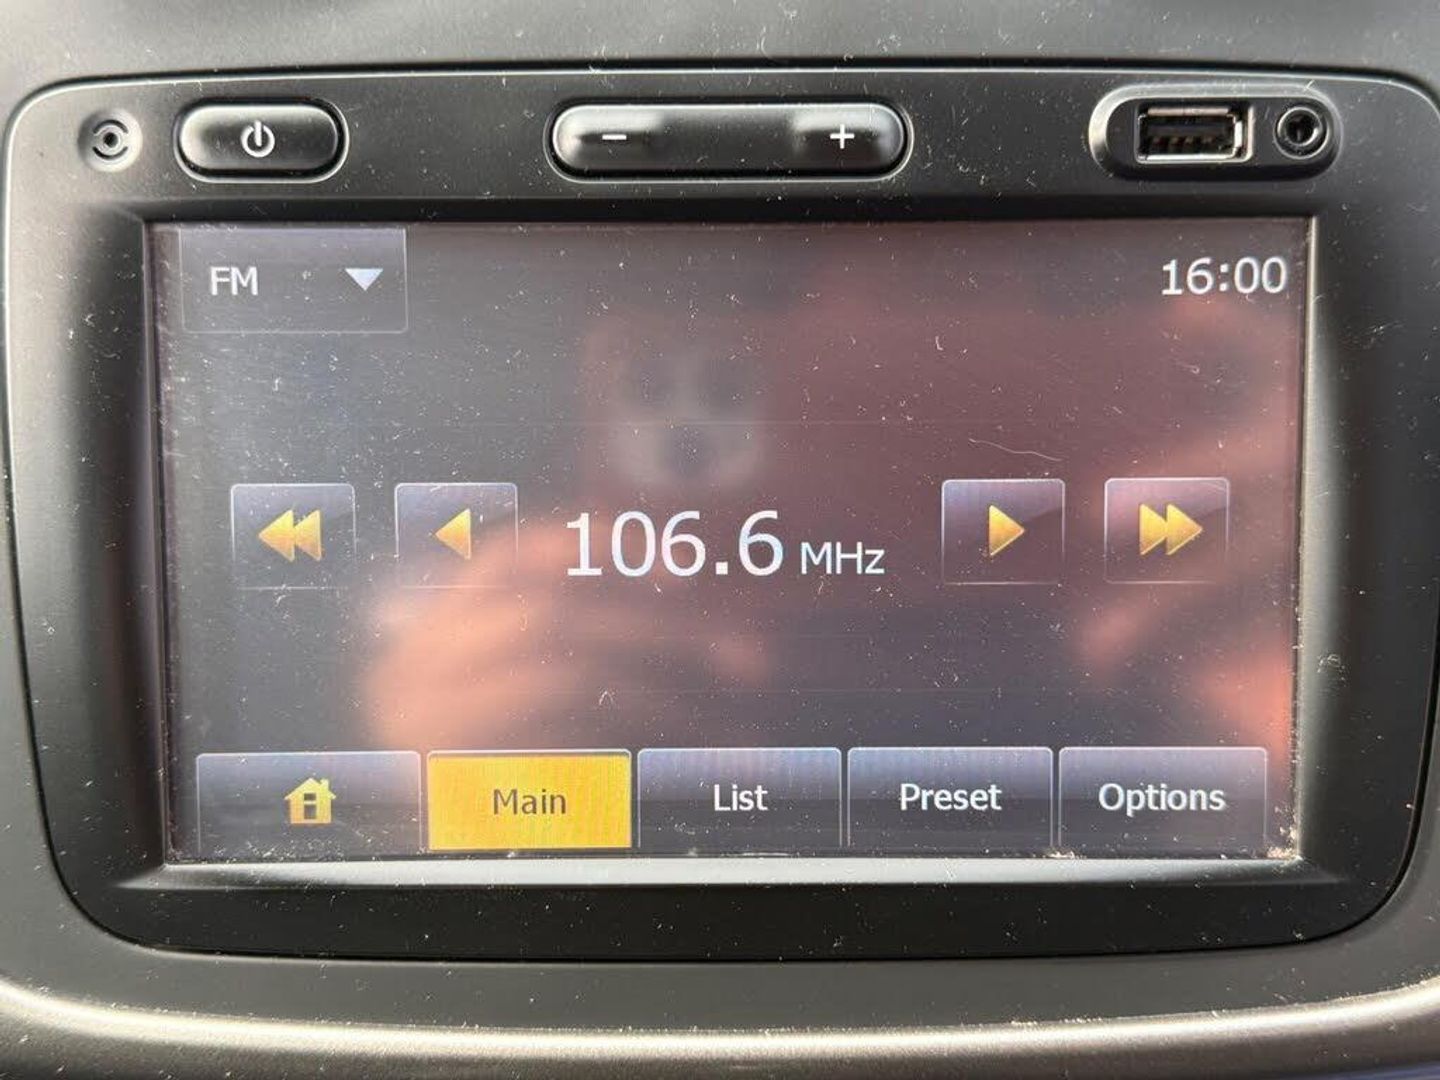 − +
FM
16:00
106.6 MHz
Main List Preset Options